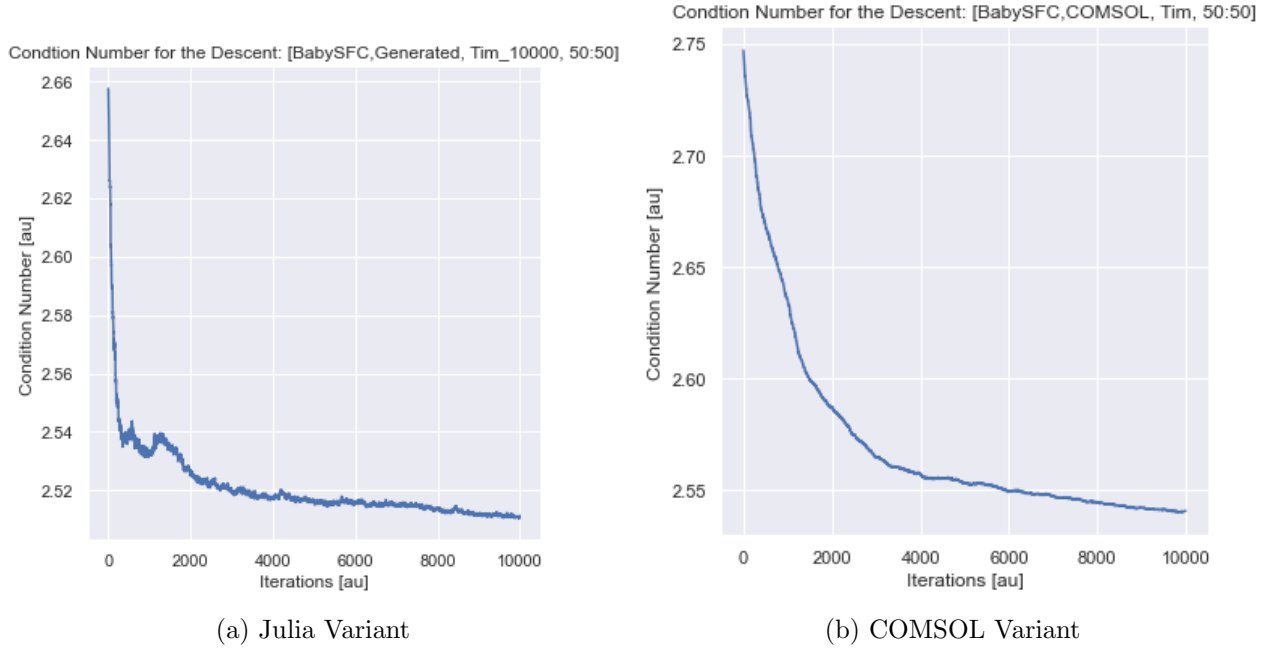 Condtion Number for the Descent: [BabySFC,Generated, Tim_10000, 50:50]
2.66
2.64
2.62
2.60
2.58
2.56
2.54
2.52
Condition Number [au]
0 2000 4000 6000 8000 10000
Iterations [au]
(a) Julia Variant
Condtion Number for the Descent: [BabySFC,COMSOL, Tim, 50:50]
2.75
2.70
2.65
2.60
2.55
Condition Number [au]
0 2000 4000 6000 8000 10000
Iterations [au]
(b) COMSOL Variant